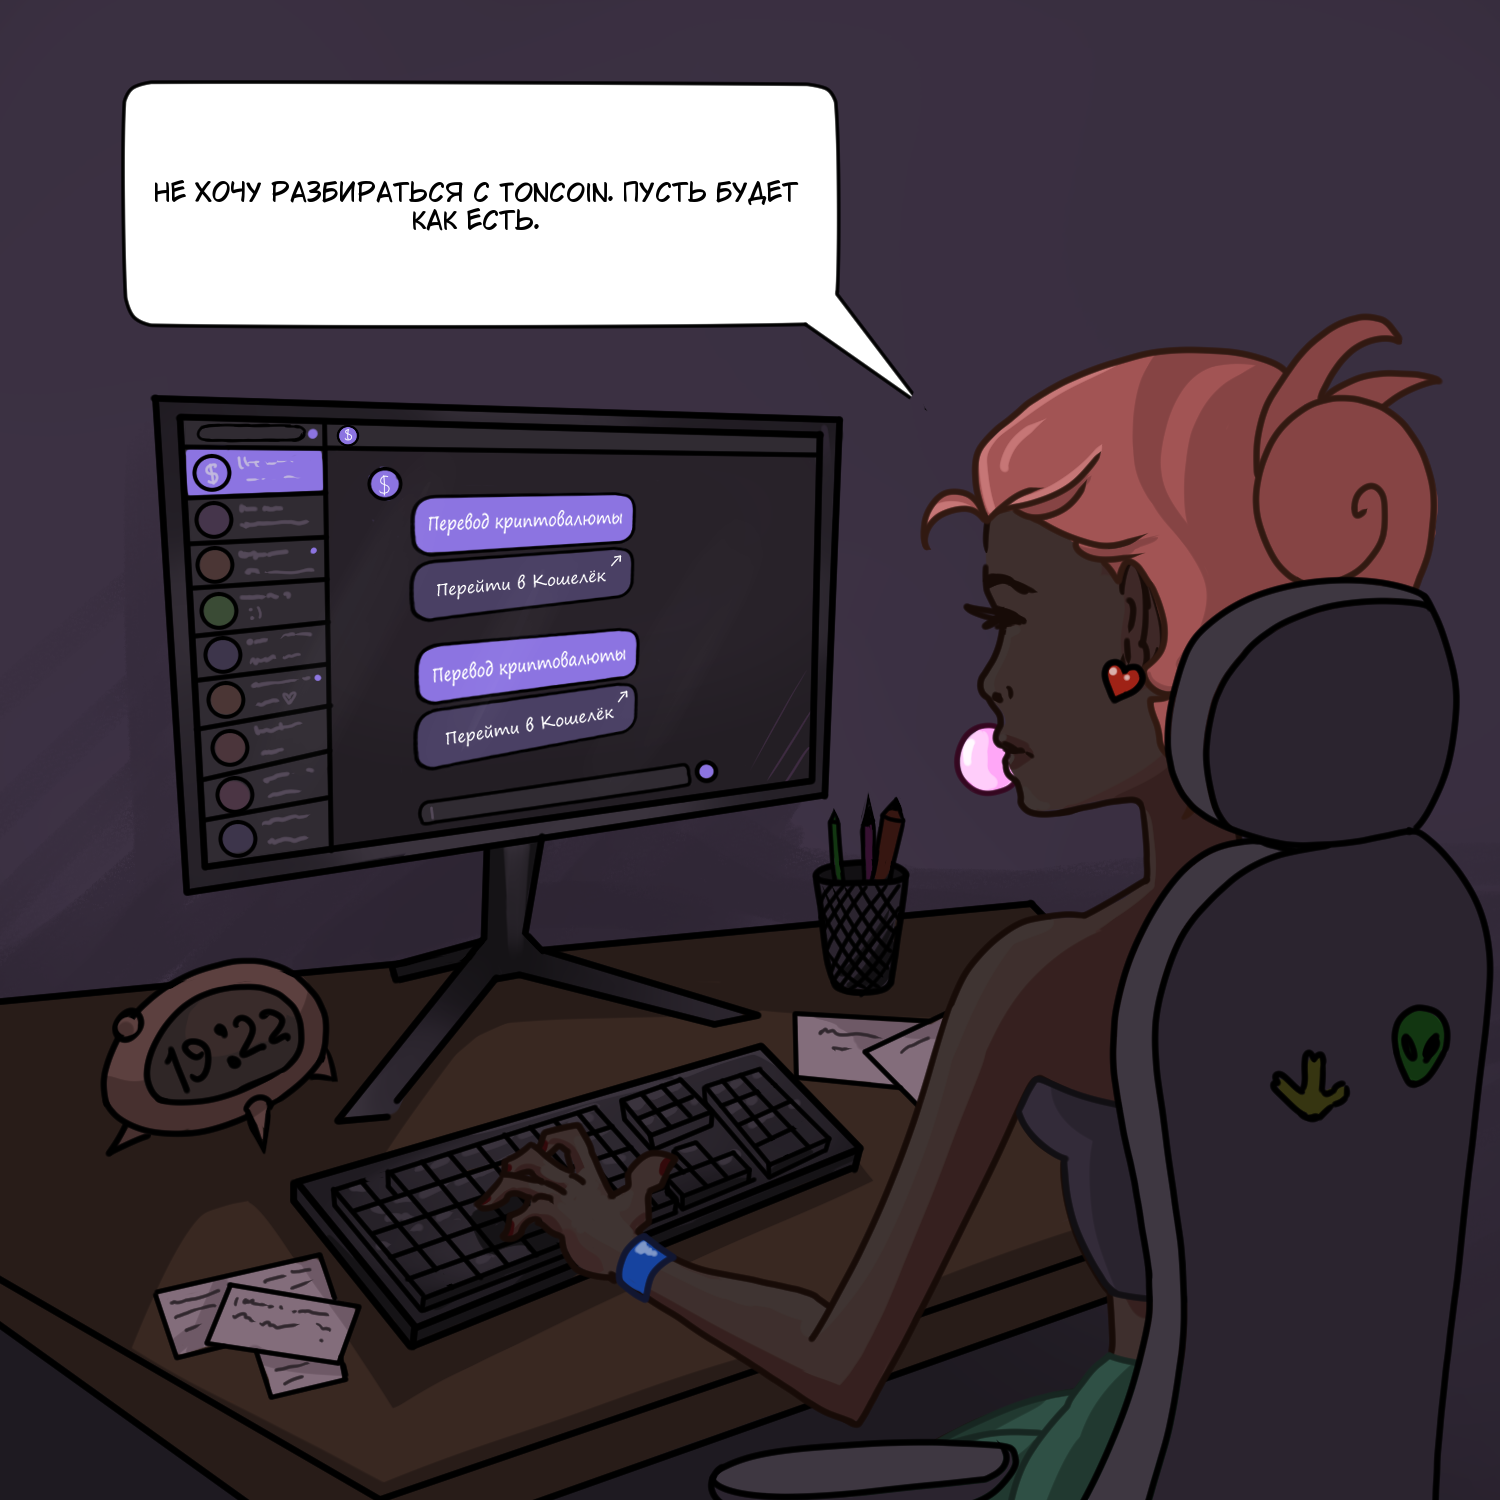 НЕ ХОЧУ РАЗБИРАТЬСЯ С TONCOIN. ПУСТЬ БУДЕТ
КАК ЕСТЬ.
$
$
$
Перевод криптовалюты
Перейти в Кошелёк
:)
Перевод криптовалюты
Перейти в Кошелёк
19:22